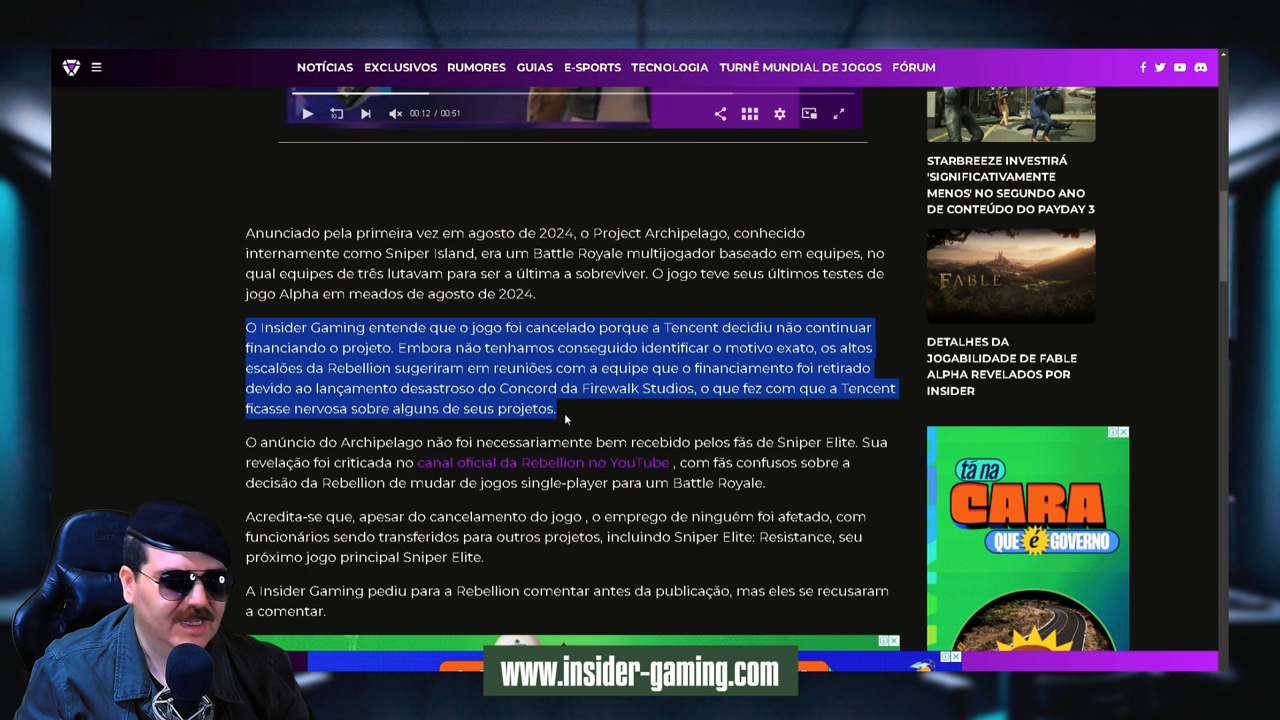 NOTÍCIAS EXCLUSIVOS RUMORES GUIAS E-SPORTS TECNOLOGIA TURNÊ MUNDIAL DE JOGOS FÓRUM
10
00:12 / 00:51
Anunciado pela primeira vez em agosto de 2024, o Project Archipelago, conhecido
internamente como Sniper Island, era um Battle Royale multijogador baseado em equipes, no
qual equipes de três lutavam para ser a última a sobreviver. O jogo teve seus últimos testes de
jogo Alpha em meados de agosto de 2024.
O Insider Gaming entende que o jogo foi cancelado porque a Tencent decidiu não continuar
financiando o projeto. Embora não tenhamos conseguido identificar o motivo exato, os altos
escalões da Rebellion sugeriram em reuniões com a equipe que o financiamento foi retirado
devido ao lançamento desastroso do Concord da Firewalk Studios, o que fez com que a Tencent
ficasse nervosa sobre alguns de seus projetos.
O anúncio do Archipelago não foi necessariamente bem recebido pelos fãs de Sniper Elite. Sua
revelação foi criticada no canal oficial da Rebellion no YouTube , com fãs confusos sobre a
decisão da Rebellion de mudar de jogos single-player para um Battle Royale.
Acredita-se que, apesar do cancelamento do jogo , o emprego de ninguém foi afetado, com
funcionários sendo transferidos para outros projetos, incluindo Sniper Elite: Resistance, seu
próximo jogo principal Sniper Elite.
A Insider Gaming pediu para a Rebellion comentar antes da publicação, mas eles se recusaram
a comentar.
STARBREEZE INVESTIRÁ
'SIGNIFICATIVAMENTE
MENOS' NO SEGUNDO ANO
DE CONTEÚDO DO PAYDAY 3
FABLE
DETALHES DA
JOGABILIDADE DE FABLE
ALPHA REVELADOS POR
INSIDER
tá na
CARA
QUE é GOVERNO
www.insider-gaming.com